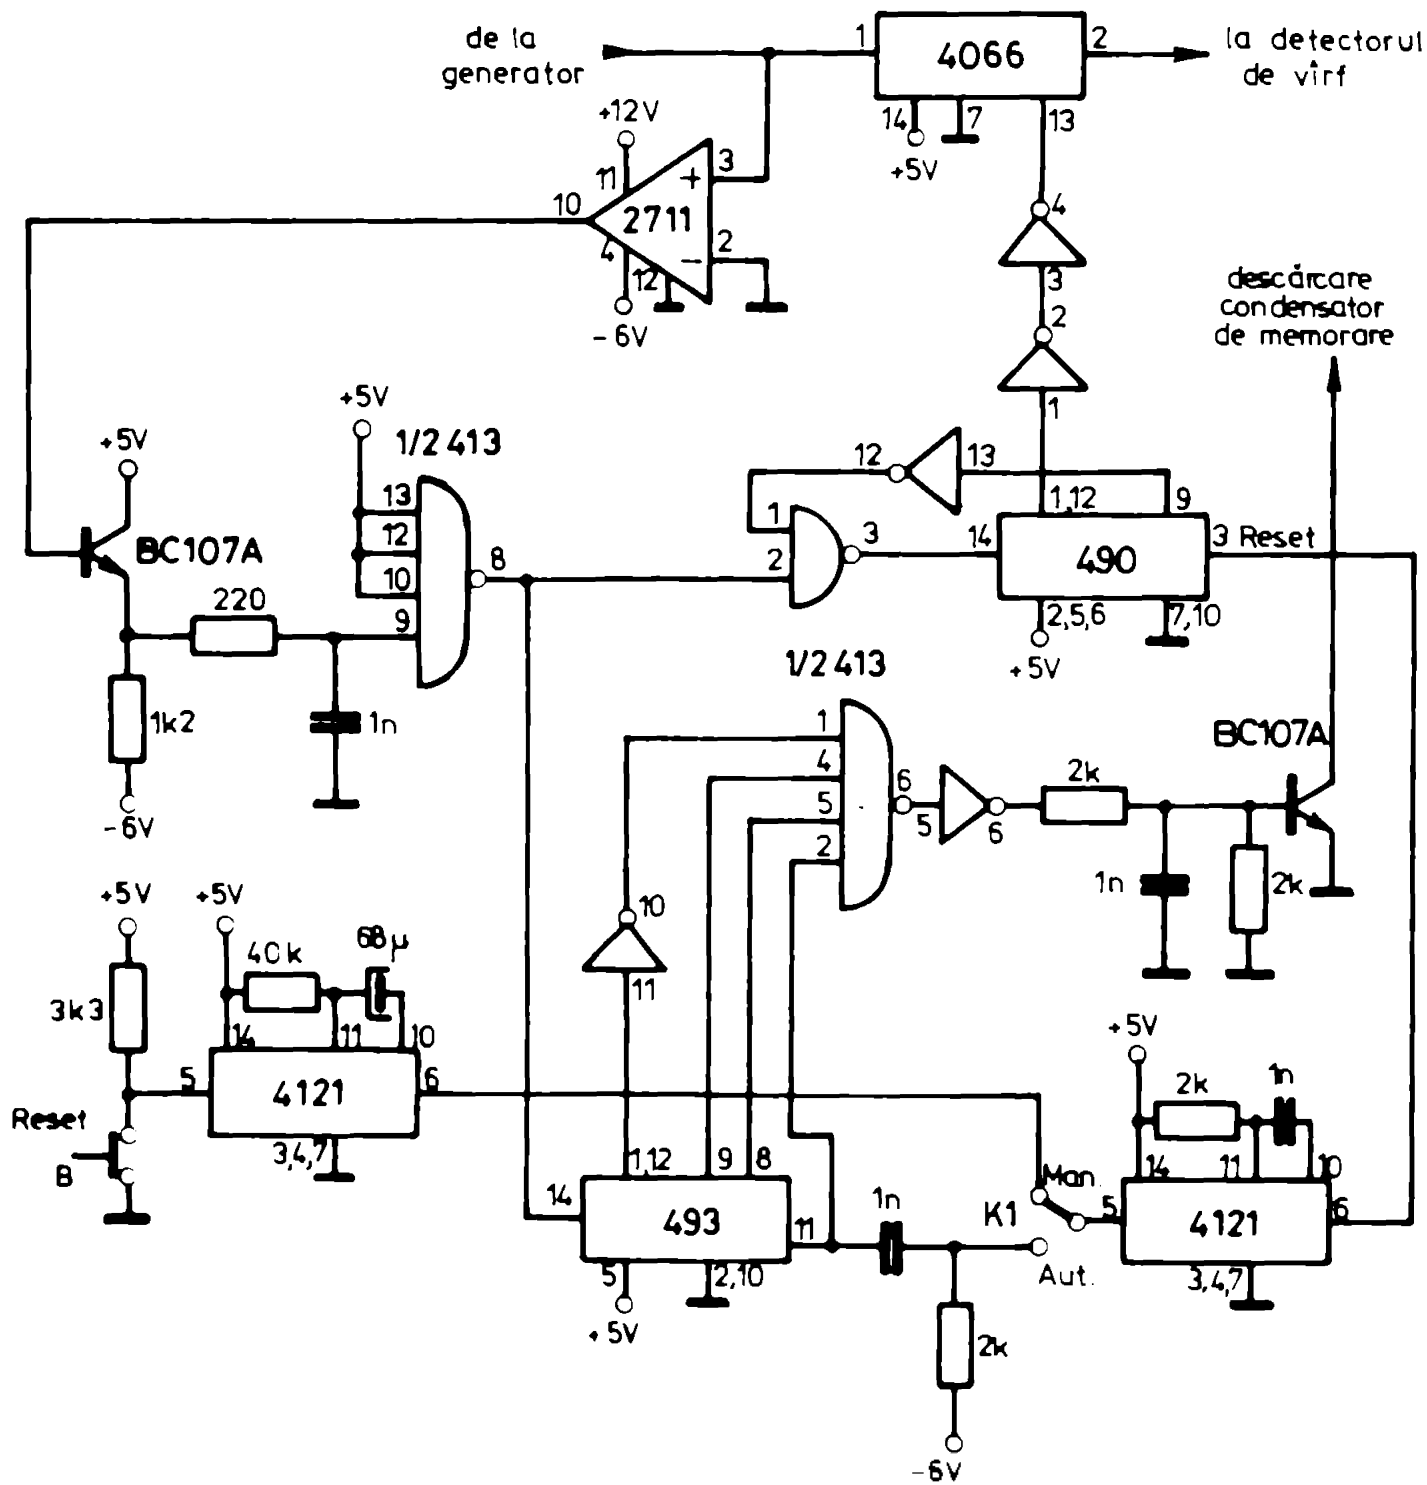 de la
generator
1
4066
2
la detectorul
de vîrf
14
7
13
+5V
+12V
11
3
+
10
2711
4
2
−
12
-6V
4
3
2
1
descărcare
condensator
de memorare
+5V
1/2 413
+5V
13
12
10
9
8
BC107A
220
1k2
1n
-6V
12
13
1
2
3
1,12
9
14
490
3 Reset
2,5,6
7,10
+5V
1/2 413
1
4
5
2
6
5
6
2k
BC107A
1n
2k
10
11
+5V
+5V
3k3
40k
68µ
14
11
10
5
4121
6
Reset
B
3,4,7
1,12
9
8
14
493
11
5
2,10
+5V
1n
2k
-6V
K1
Man.
Aut.
+5V
2k
1n
14
11
10
5
4121
6
3,4,7